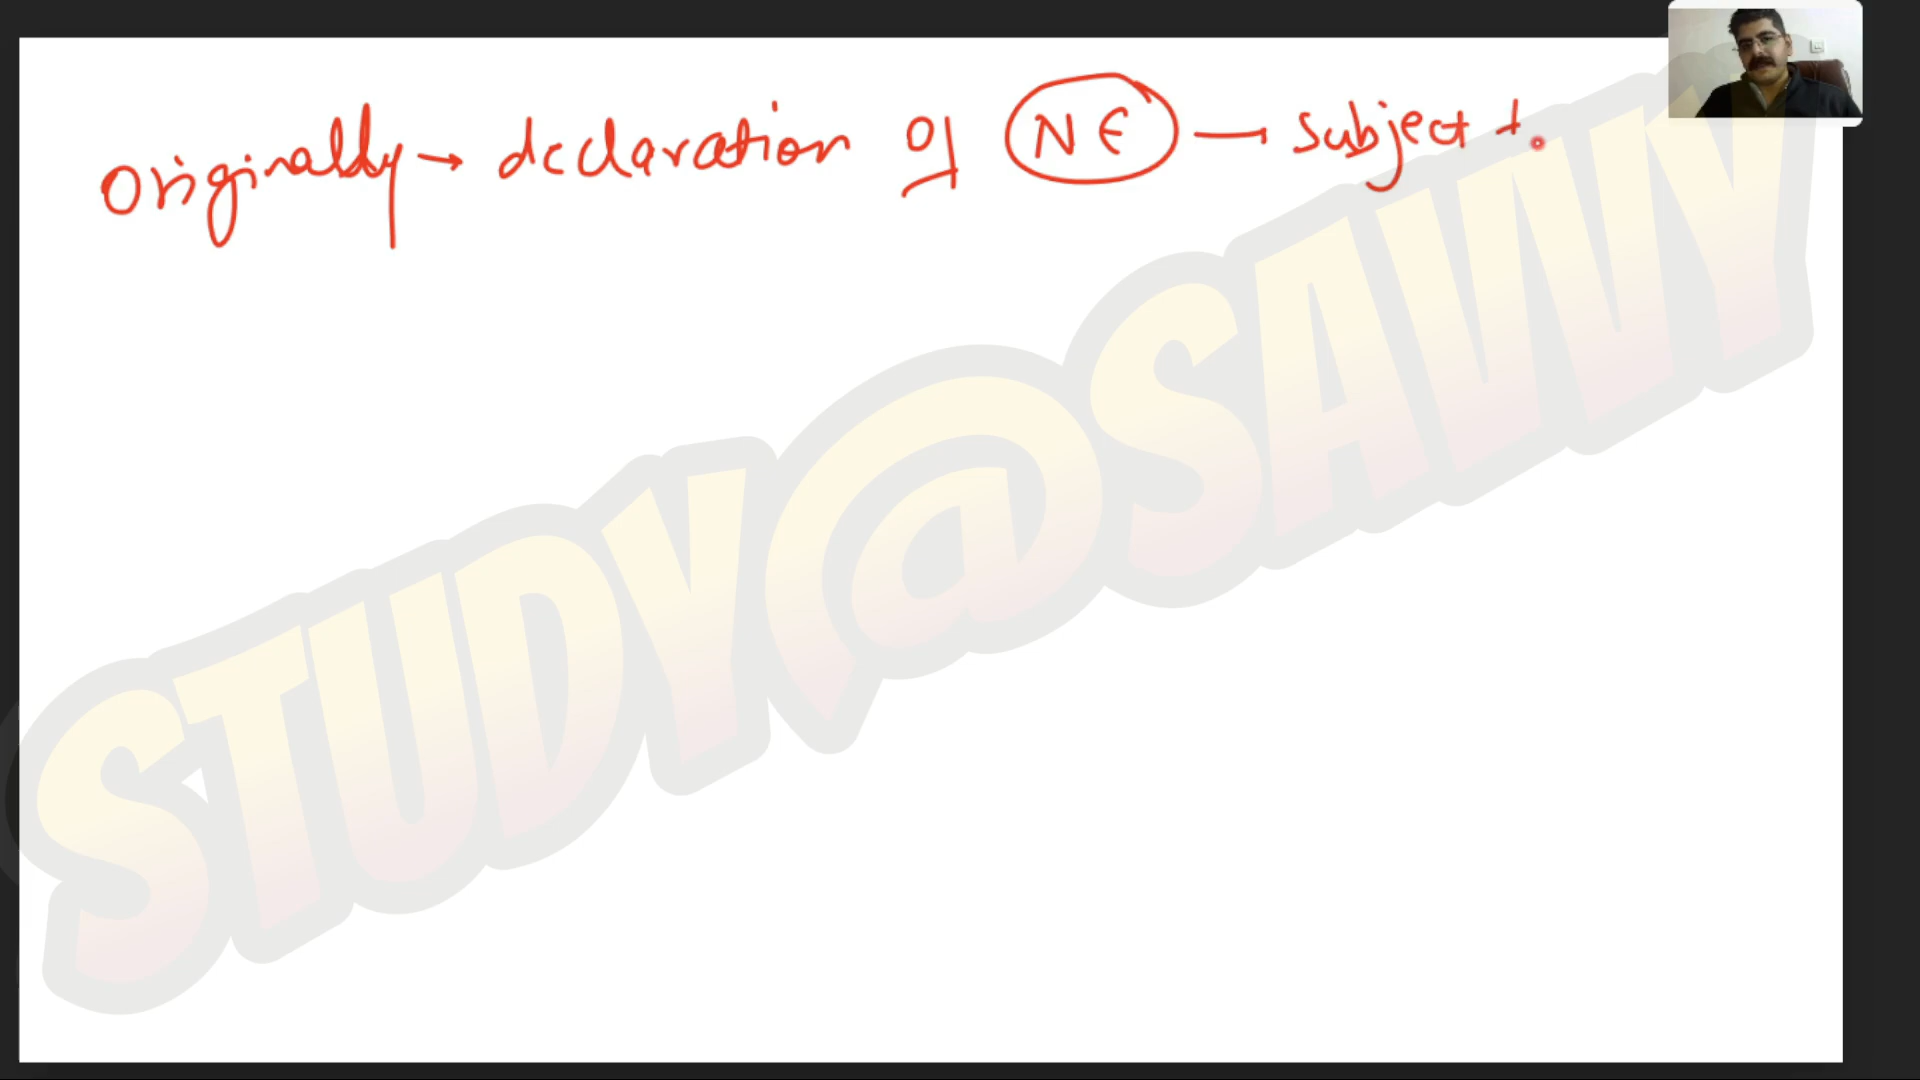 Originally → declaration of NE — subject t
STUDY@SAVVY